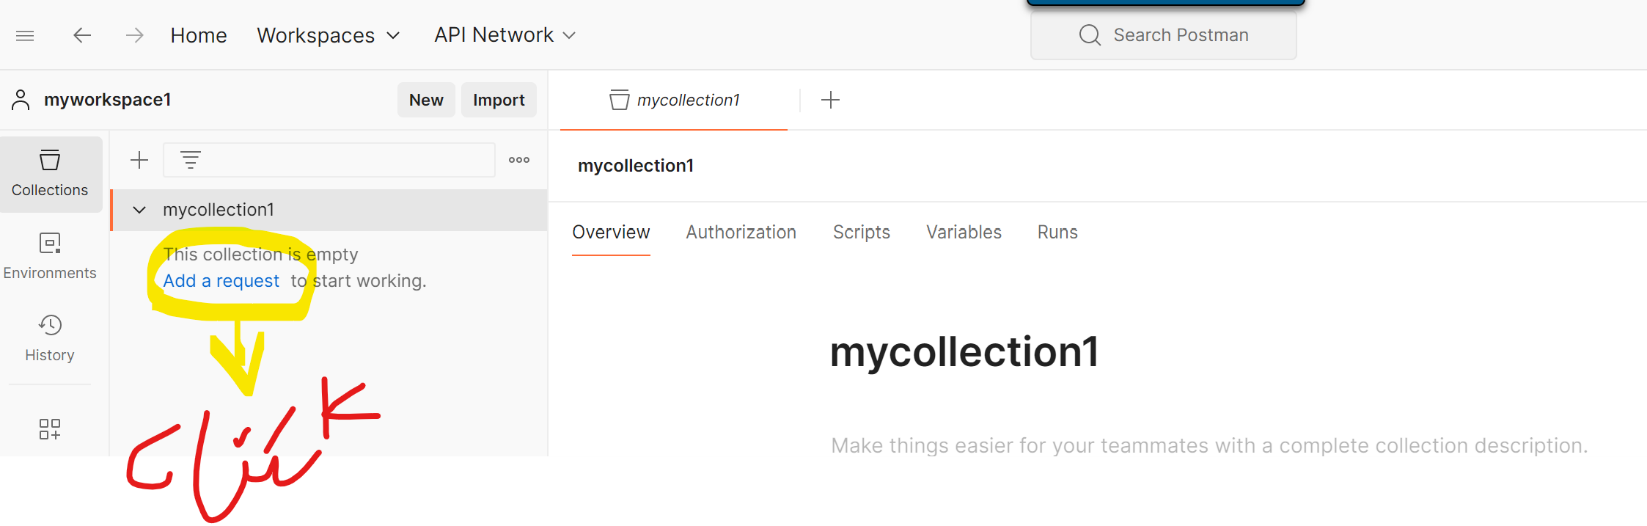 Home Workspaces API Network Search Postman
myworkspace1 New Import mycollection1
Collections
mycollection1
mycollection1
This collection is empty
Add a request to start working.
Environments
History
Overview Authorization Scripts Variables Runs
mycollection1
Make things easier for your teammates with a complete collection description.
click